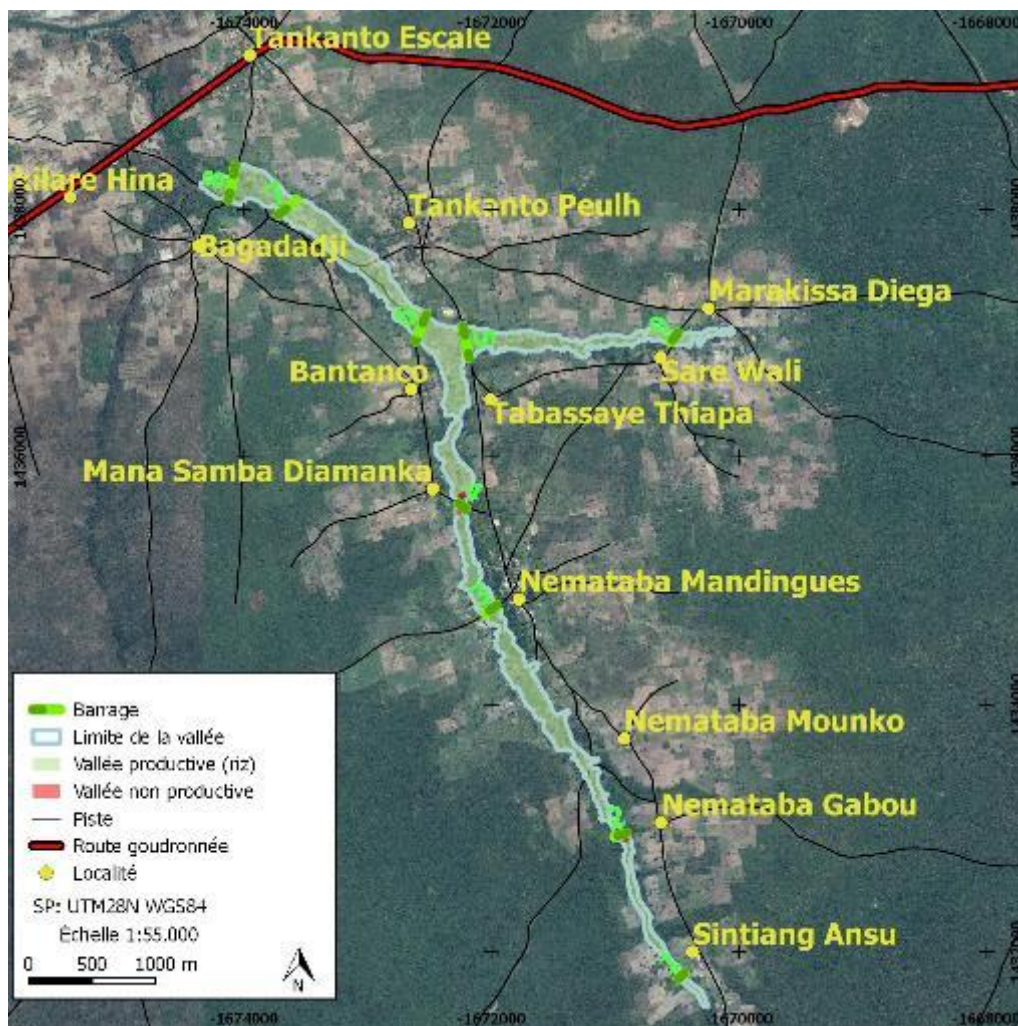 -1674000
-1672000
-1670000
-1668000
Tankanto Escale
Hina
Tankanto Peulh
1438000
Bagadadji
Marakissa Diega
Bantanco
Sare Wali
Tabassaye Thiapa
1436000
1436000
Mana Samba Diamanka
Nemataba Mandingues
Nemataba Mounko
Nemataba Gabou
Sintiang Ansu
Barrage
Limite de la vallée
Vallée productive (riz)
Vallée non productive
Piste
Route goudronnée
Localité
SP: UTM28N WGS84
Échelle 1:55.000
0 500 1000 m
N
-1674000
-1672000
-1670000
-1668000